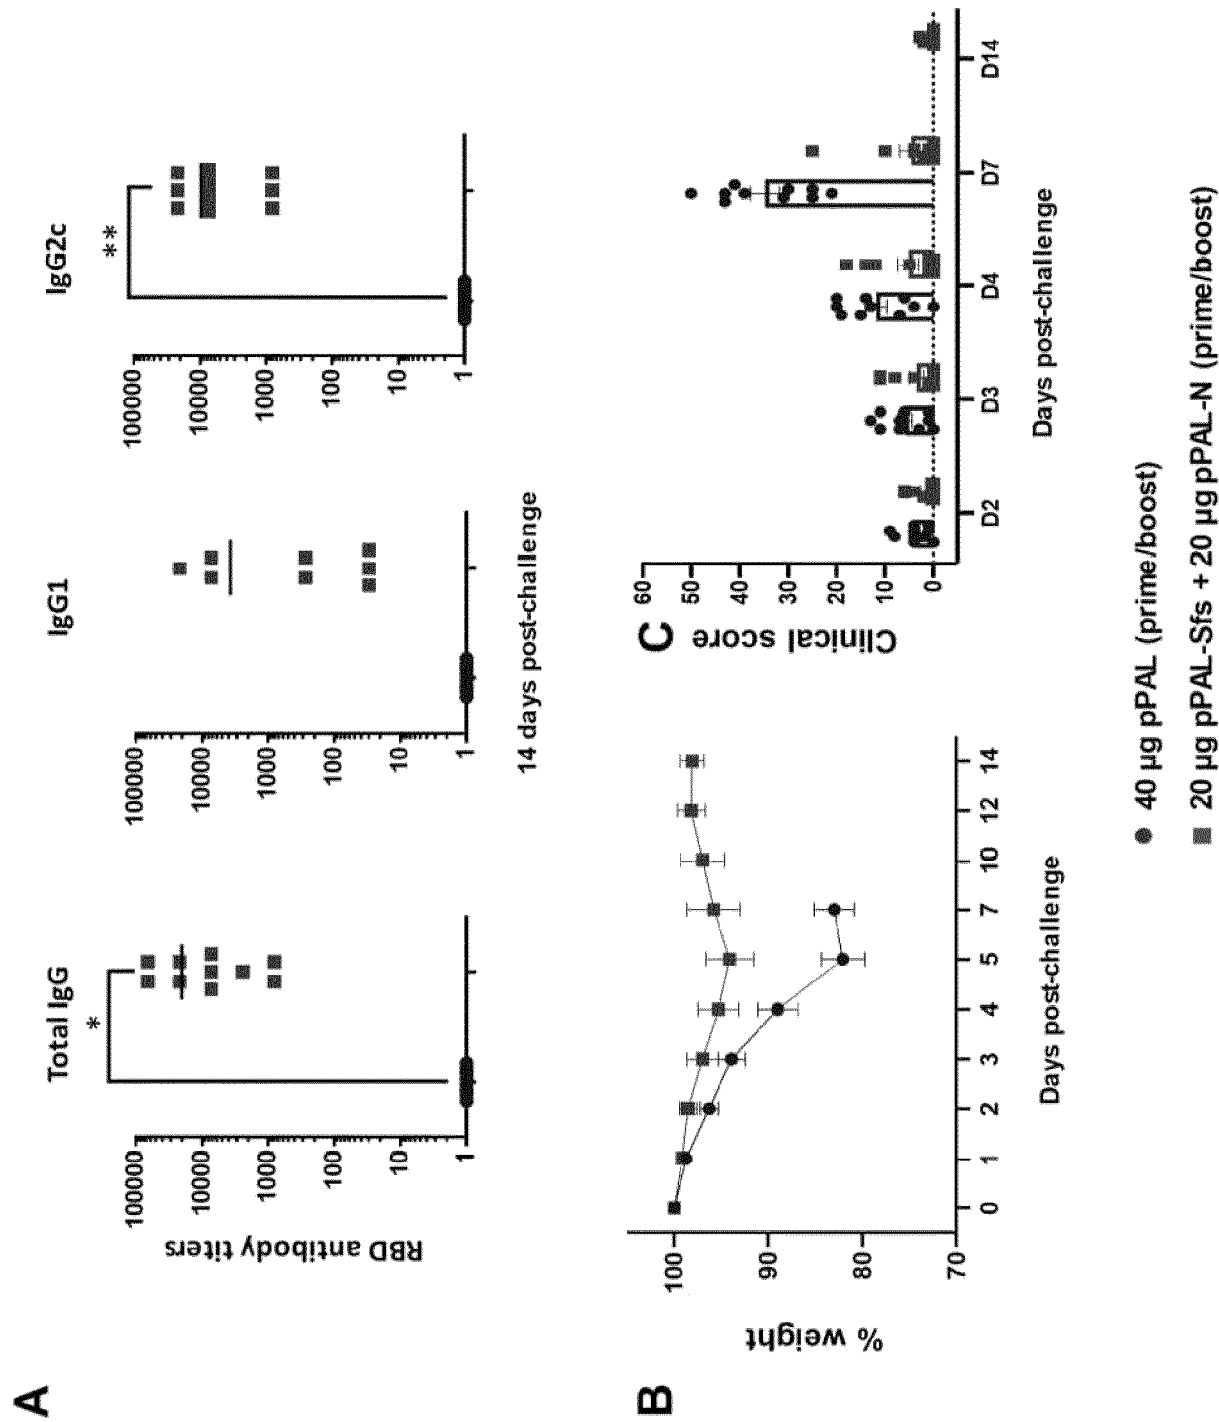 A
Total IgG
IgG1
IgG2c
*
**
RBD antibody titers
100000
10000
1000
100
10
1
100000
10000
1000
100
10
1
100000
10000
1000
100
10
1
14 days post-challenge
B
% weight
100
90
80
70
0 1 2 3 4 5 7 10 12 14
Days post-challenge
C
Clinical score
60
50
40
30
20
10
0
D2 D3 D4 D7 D14
Days post-challenge
40 µg pPAL (prime/boost)
20 µg pPAL-Sfs + 20 µg pPAL-N (prime/boost)